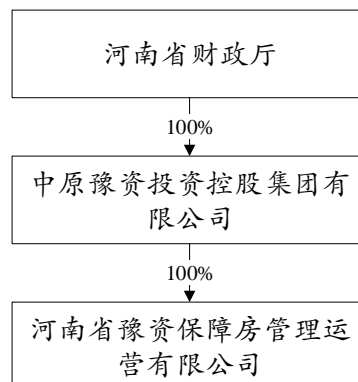 河南省财政厅
100%
中原豫资投资控股集团有
限公司
100%
河南省豫资保障房管理运
营有限公司